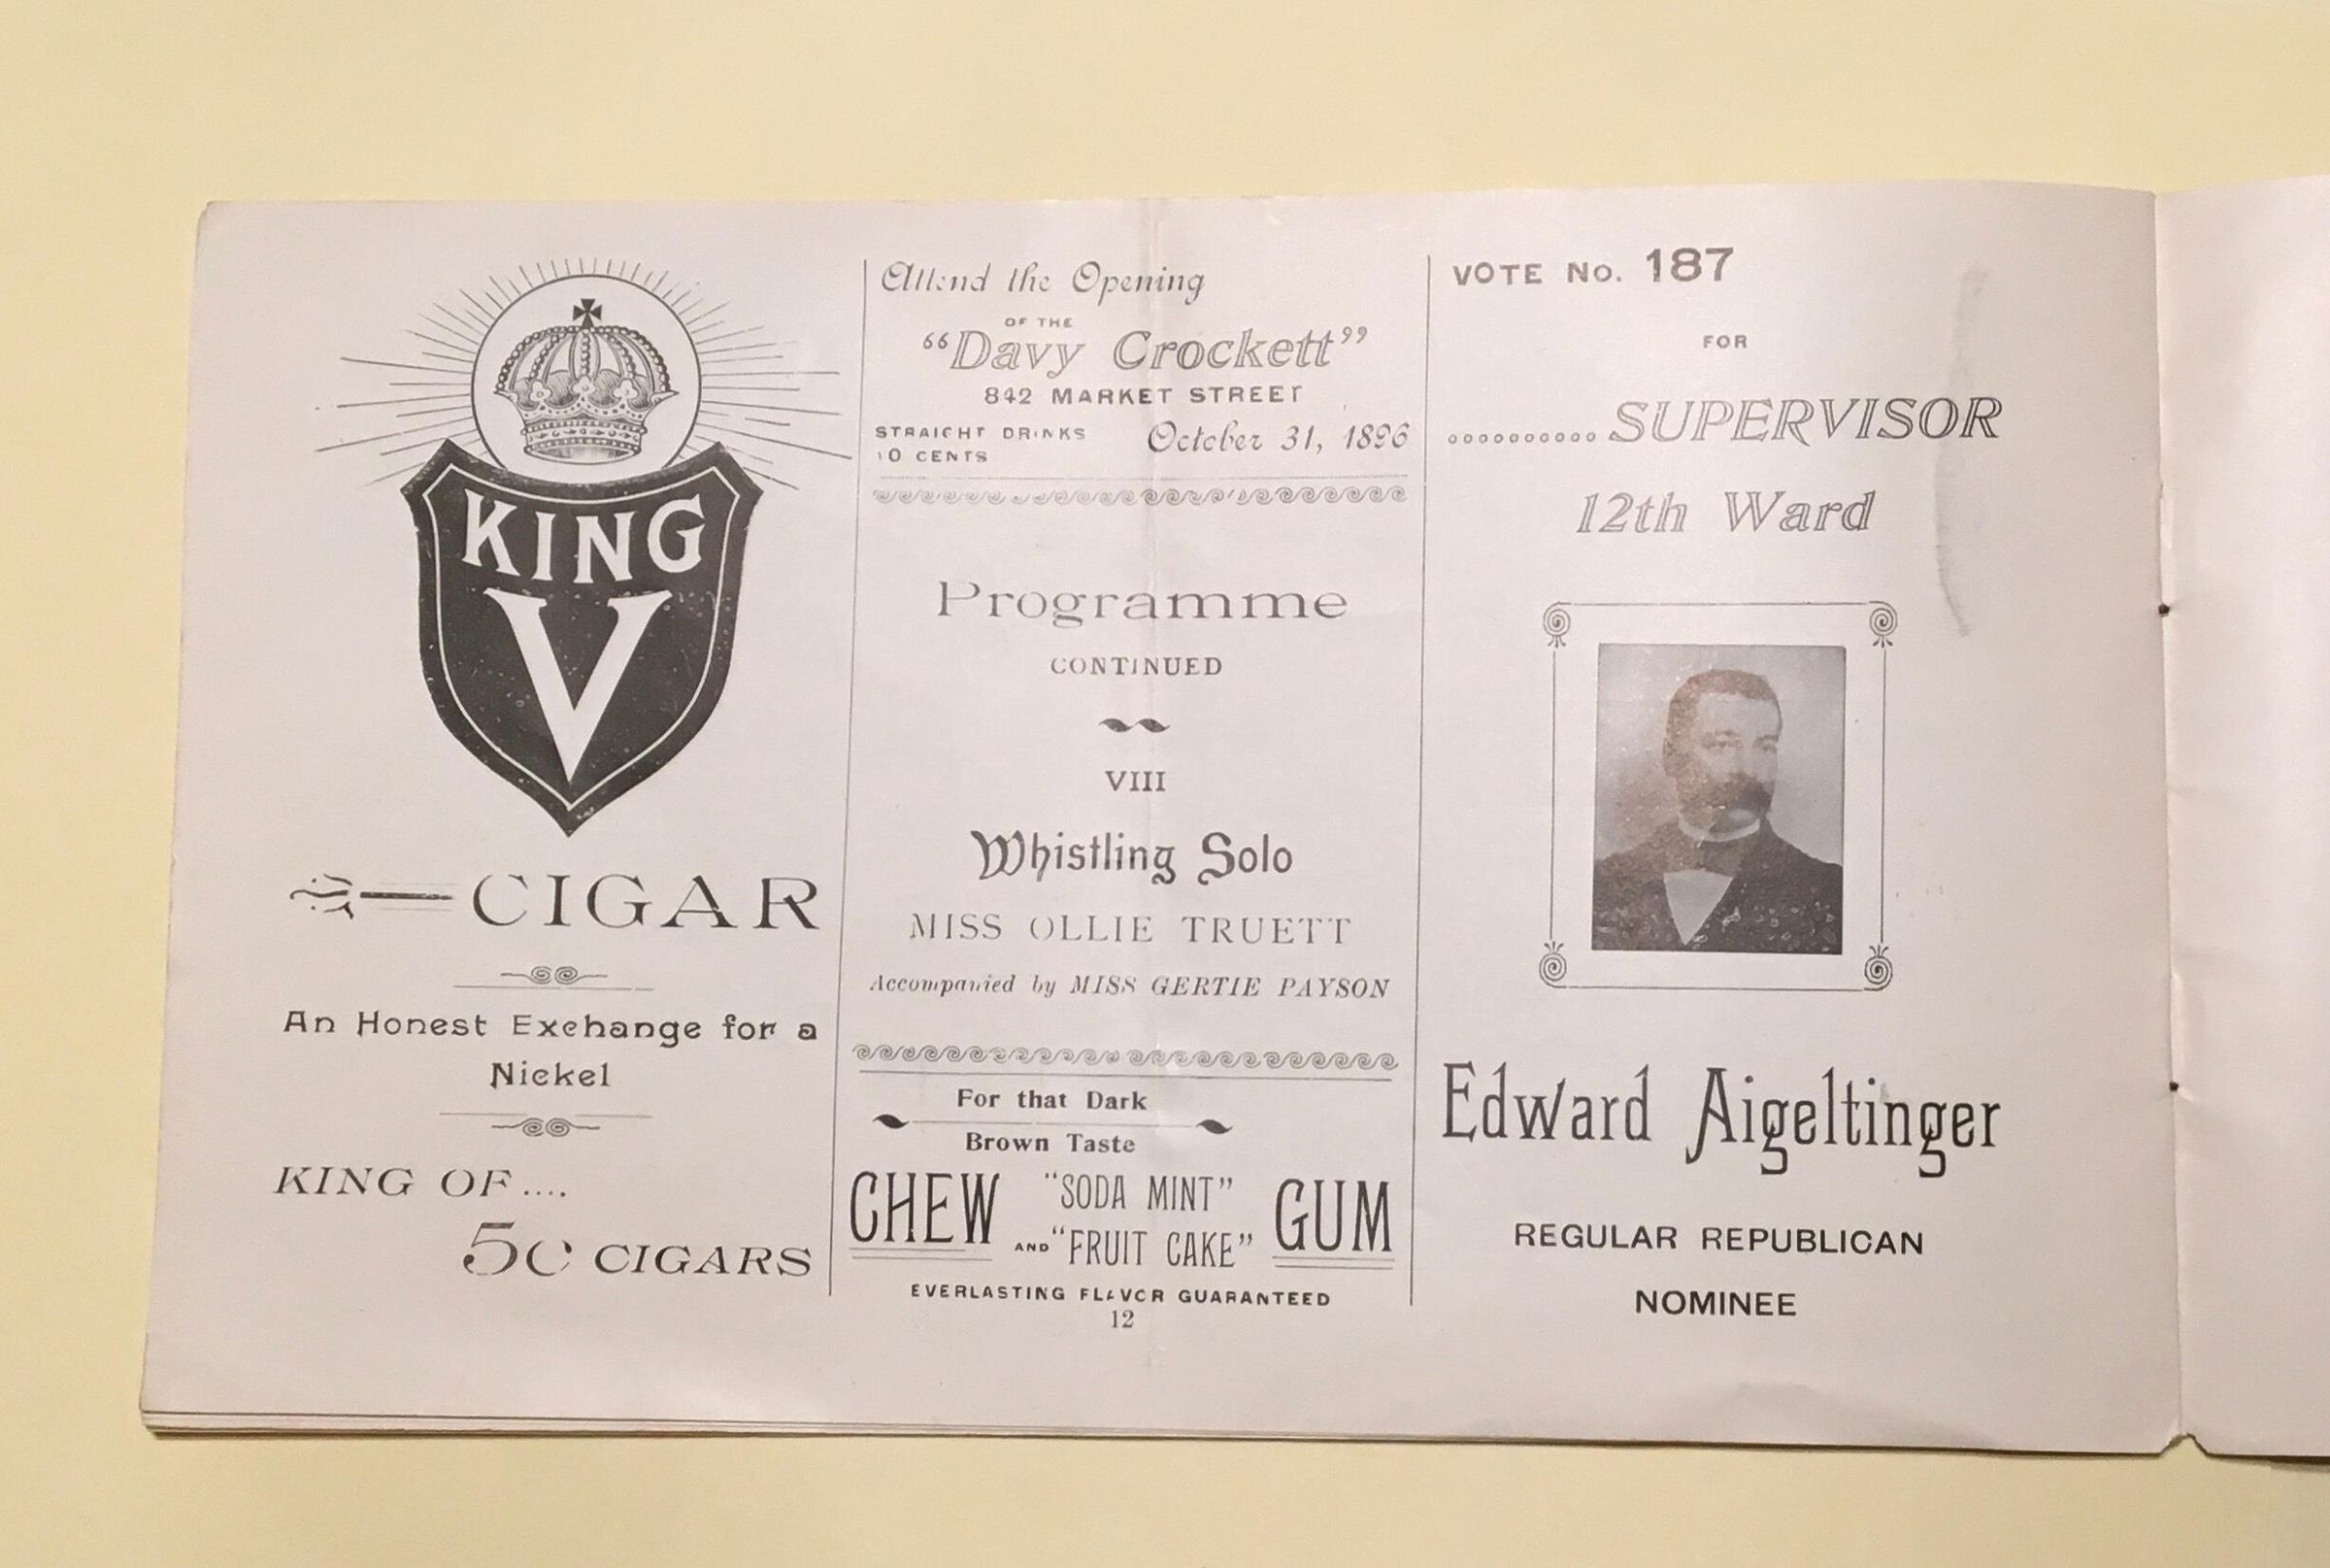 KING
V
CIGAR
An Honest Exchange for a
Nickel
KING OF....
5c CIGARS
Attend the Opening
OF THE
"Davy Crockett"
842 MARKET STREET
STRAIGHT DRINKS
10 CENTS
October 31, 1896
Programme
CONTINUED
VIII
Whistling Solo
MISS OLLIE TRUETT
Accompanied by MISS GERTIE PAYSON
For that Dark
Brown Taste
CHEW "SODA MINT" AND "FRUIT CAKE" GUM
EVERLASTING FLAVOR GUARANTEED
12
VOTE No. 187
FOR
..........SUPERVISOR
12th Ward
Edward Aigeltinger
REGULAR REPUBLICAN
NOMINEE